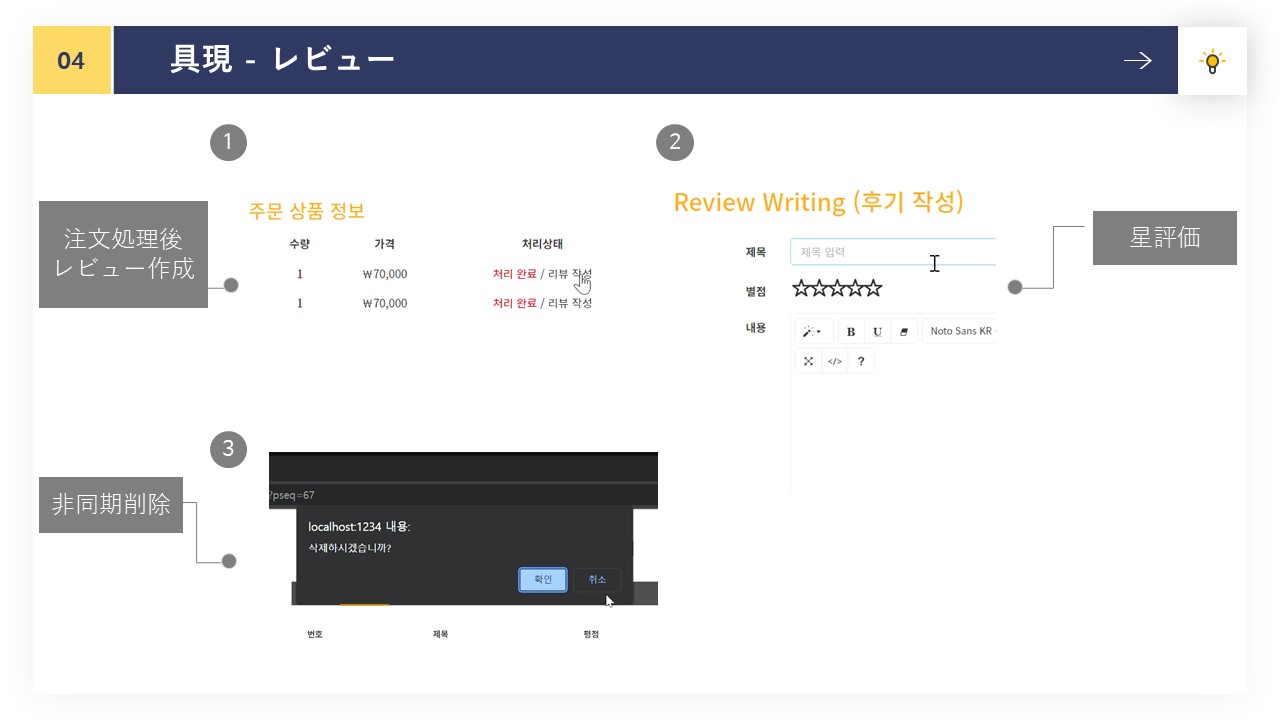 04
具現 - レビュー
1
注文処理後
レビュー作成
주문 상품 정보
수량 가격 처리상태
1 ₩70,000 처리 완료 / 리뷰 작성
1 ₩70,000 처리 완료 / 리뷰 작성
2
Review Writing (후기 작성)
제목 제목 입력
별점
내용 B U Noto Sans KR
</> ?
星評価
3
非同期削除
?pseq=67
localhost:1234 내용:
삭제하시겠습니까?
확인 취소
번호 제목 평점